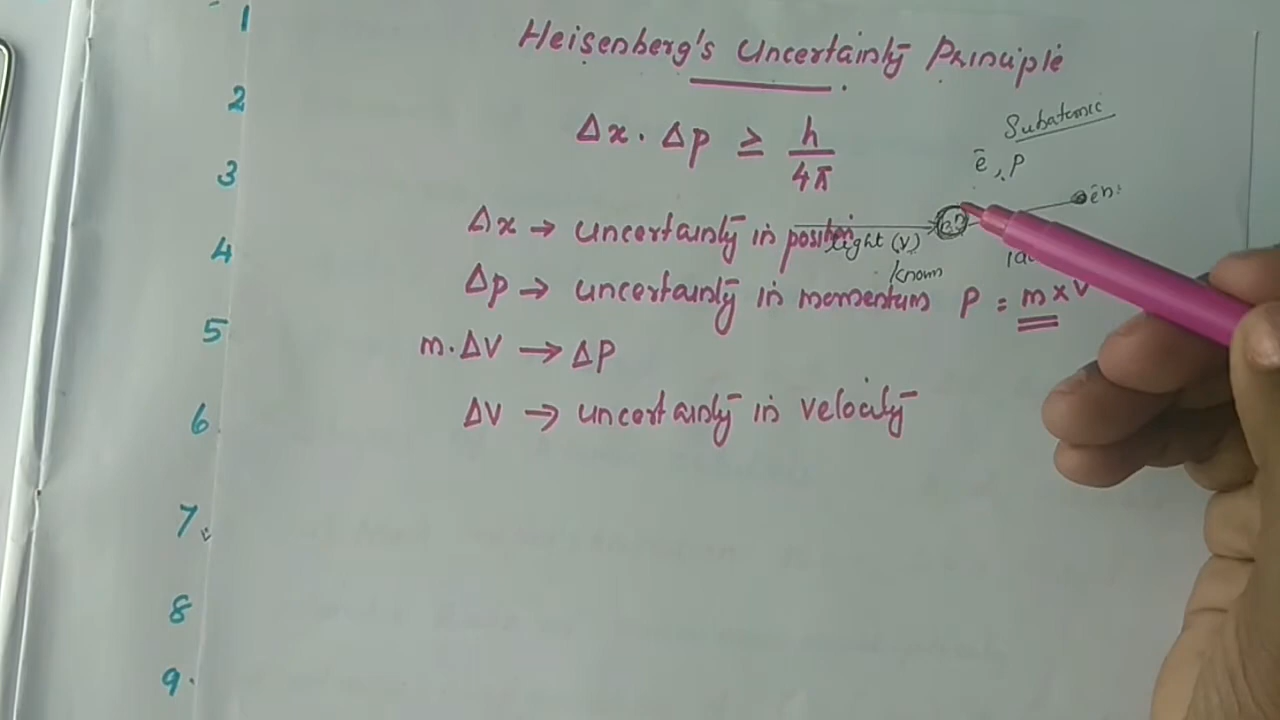 1
Heisenberg's Uncertainty Principle
2
Δx · Δp ≥ h / 4π
Subatomic
3
ē, P
Δx → uncertainty in position
light (v)
ē
4
known
Δp → uncertainty in momentum P = m×v
5
m.Δv → Δp
6
Δv → uncertainty in velocity
7
8
9.